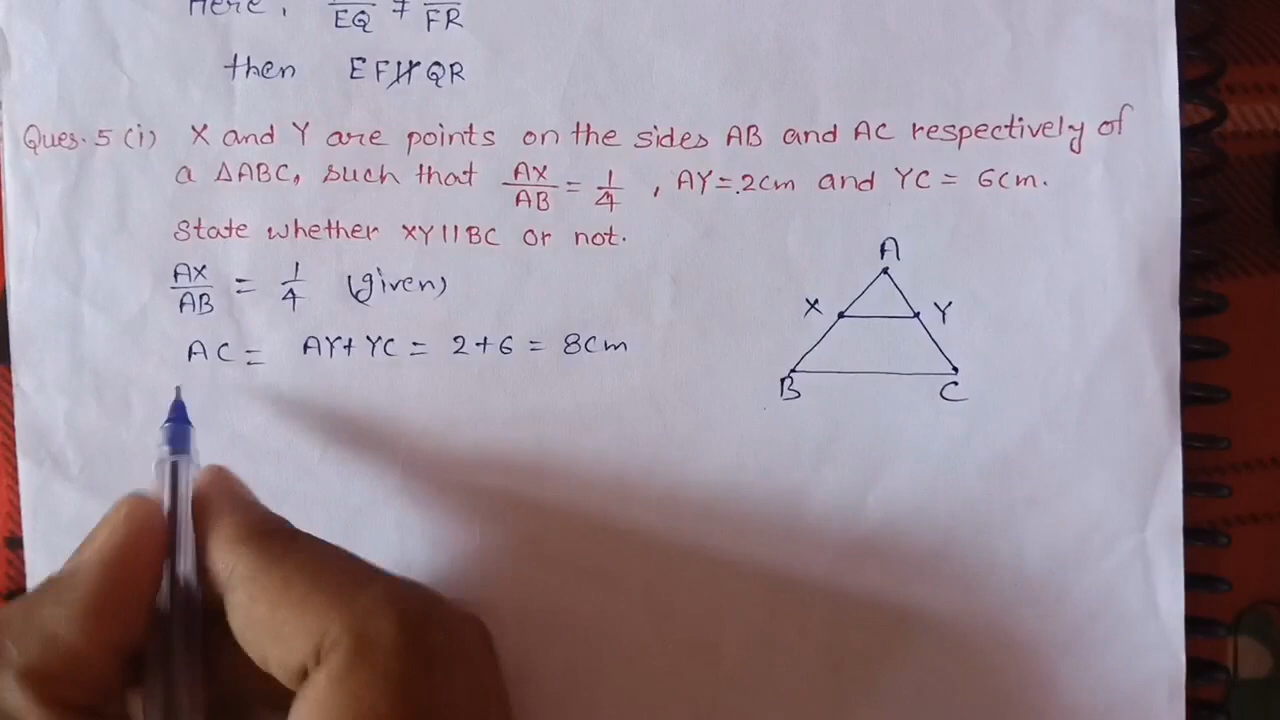 Here, EQ ≠ FR
then EF ∦ QR
Ques. 5 (i) X and Y are points on the sides AB and AC respectively of
a ΔABC, such that AX/AB = 1/4, AY = 2cm and YC = 6cm.
State whether XY || BC or not.
AX/AB = 1/4 (given)
AC = AY + YC = 2 + 6 = 8cm
A
X Y
B C